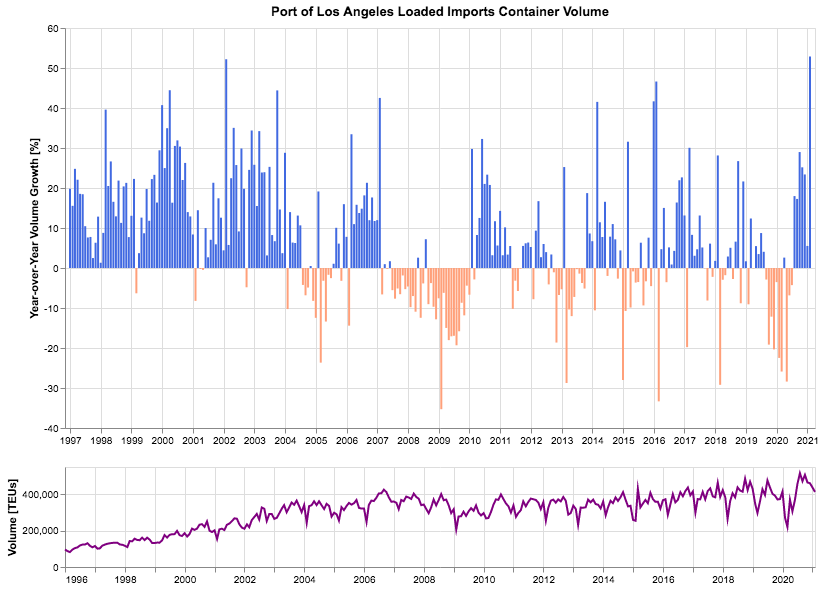 Port of Los Angeles Loaded Imports Container Volume
Year-over-Year Volume Growth [%]
60
50
40
30
20
10
0
-10
-20
-30
-40
1997 1998 1999 2000 2001 2002 2003 2004 2005 2006 2007 2008 2009 2010 2011 2012 2013 2014 2015 2016 2017 2018 2019 2020 2021
Volume [TEUs]
400,000
200,000
0
1996 1998 2000 2002 2004 2006 2008 2010 2012 2014 2016 2018 2020